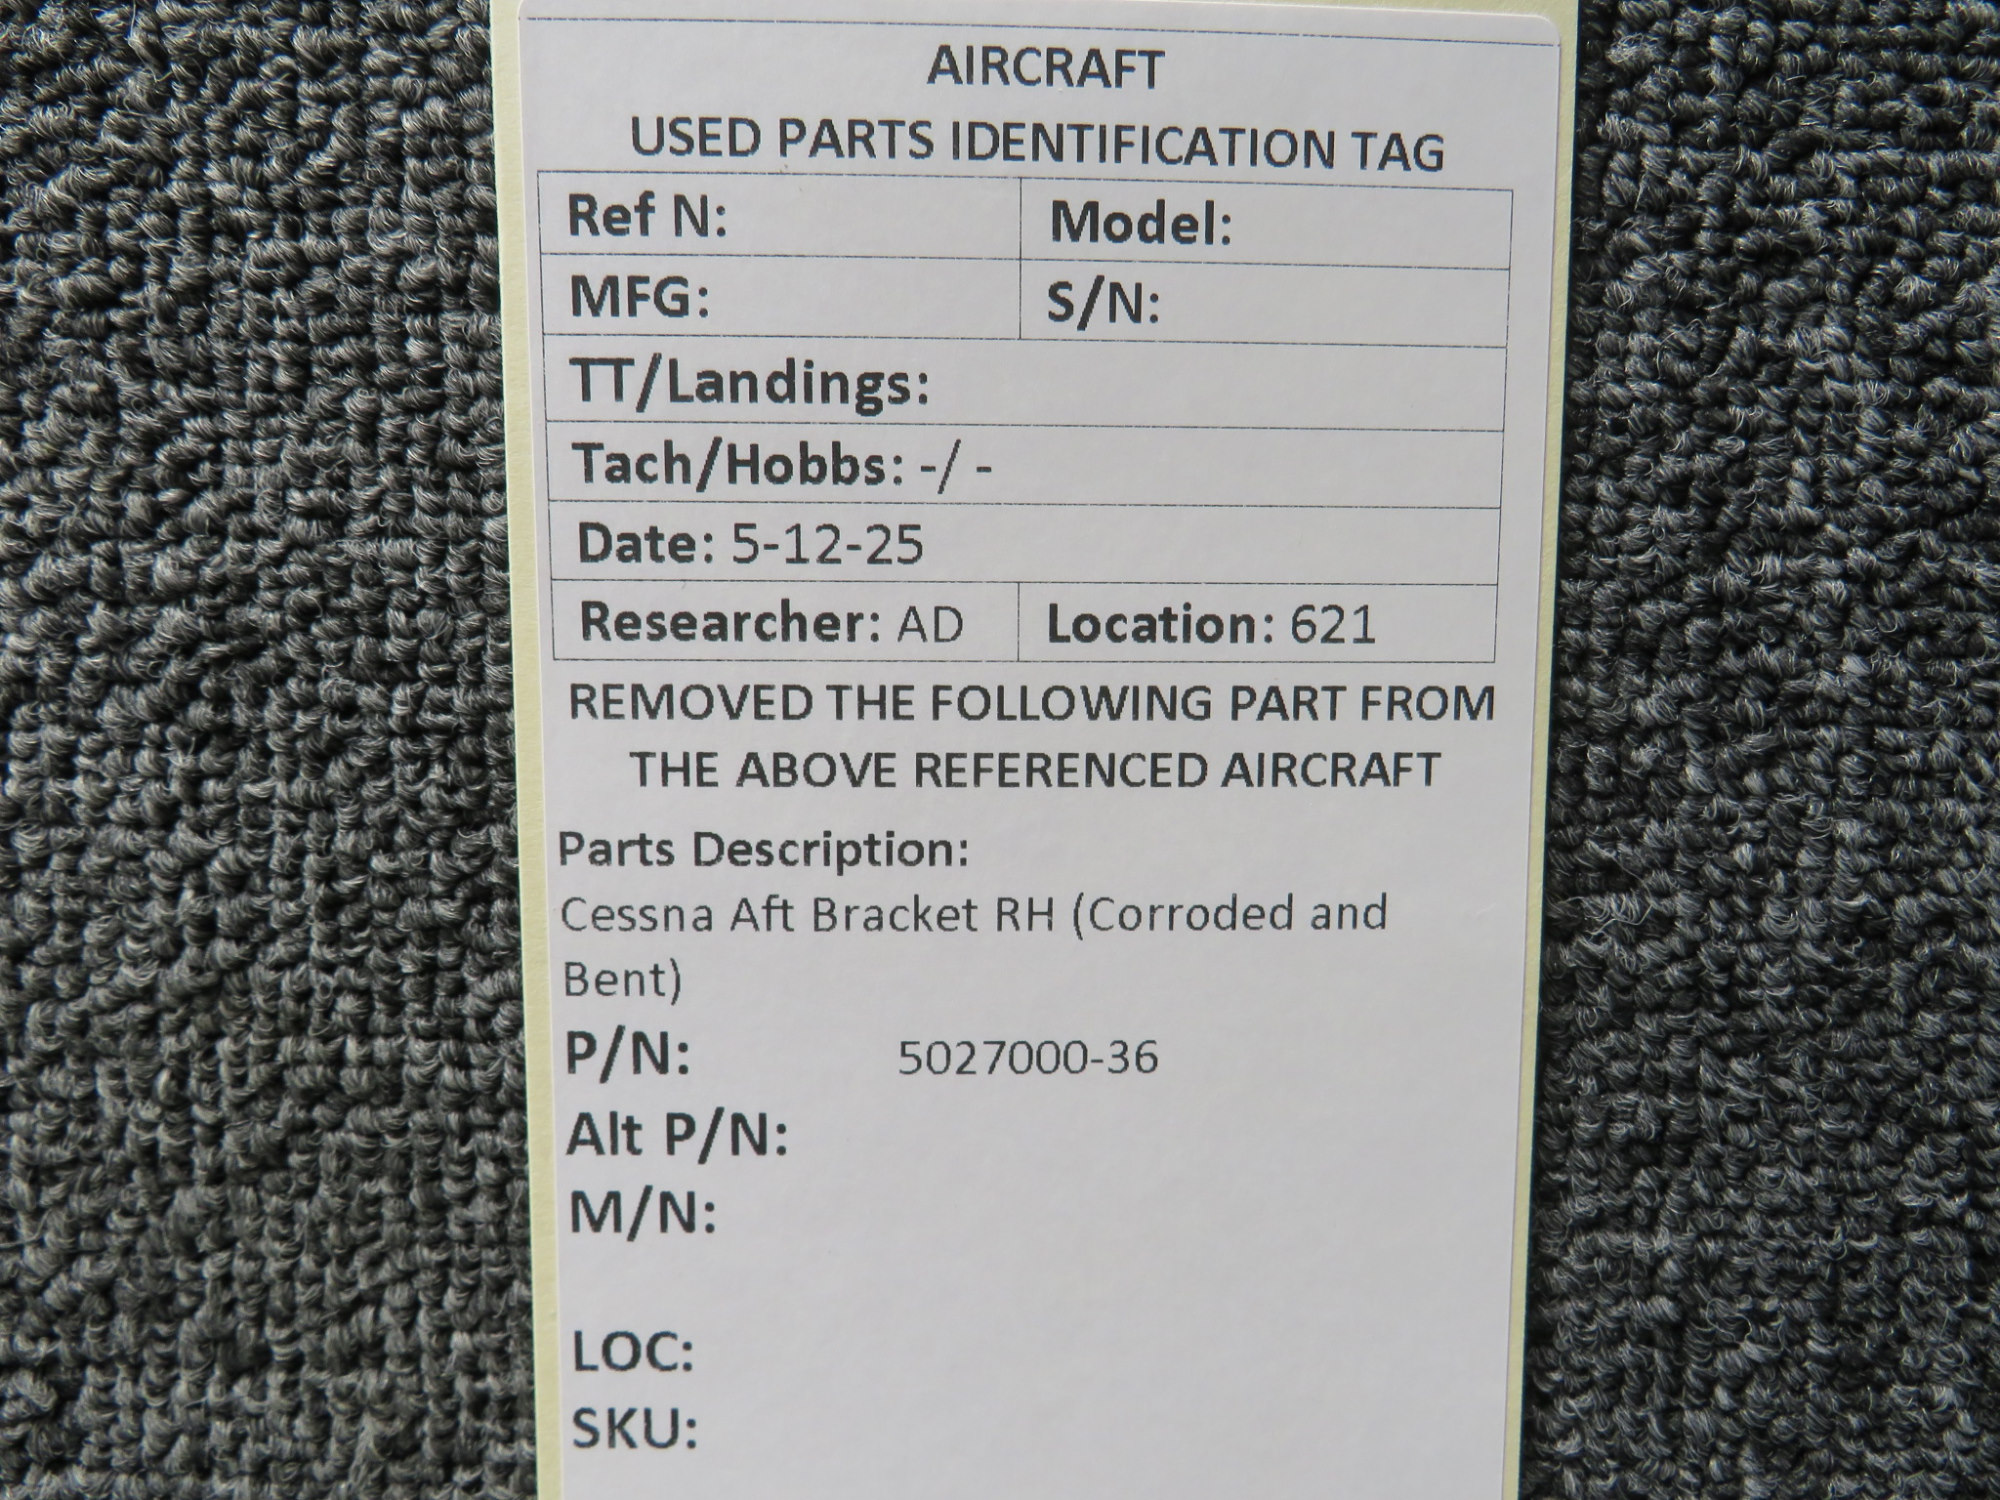 AIRCRAFT
USED PARTS IDENTIFICATION TAG
Ref N: Model:
MFG: S/N:
TT/Landings:
Tach/Hobbs: -/ -
Date: 5-12-25
Researcher: AD Location: 621
REMOVED THE FOLLOWING PART FROM
THE ABOVE REFERENCED AIRCRAFT
Parts Description:
Cessna Aft Bracket RH (Corroded and
Bent)
P/N: 5027000-36
Alt P/N:
M/N:
LOC:
SKU: